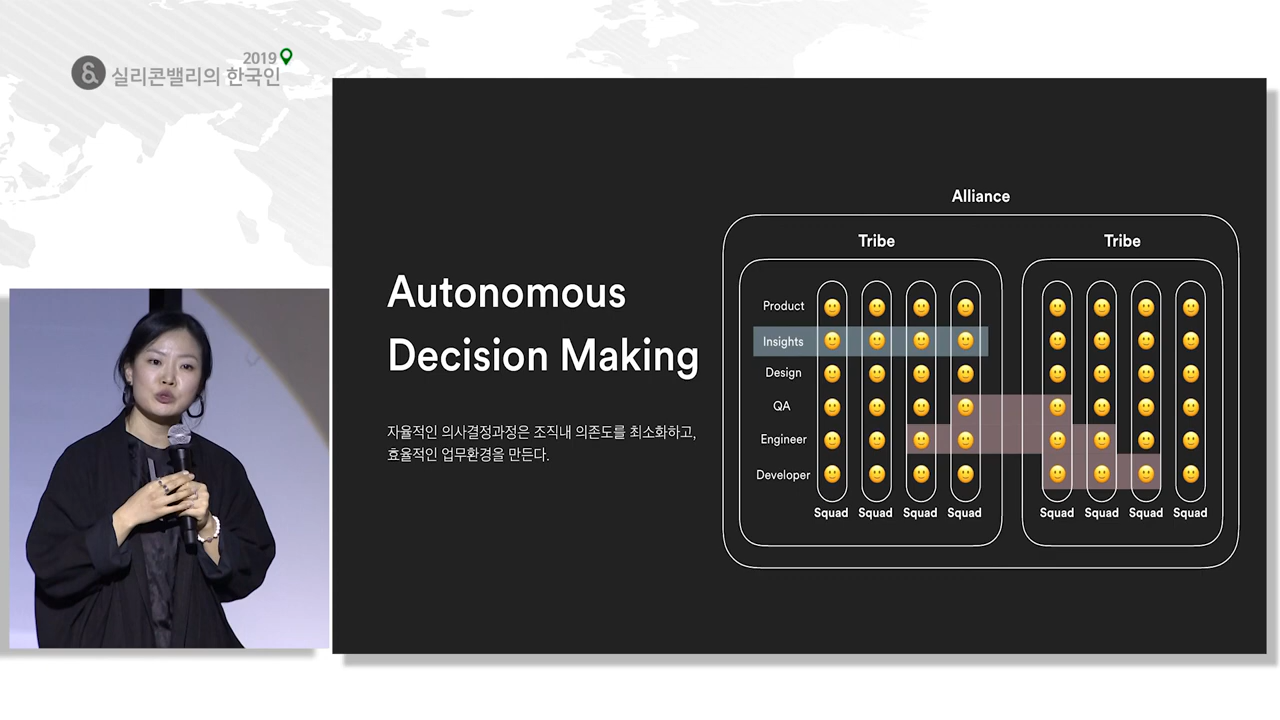 2019
& 실리콘밸리의 한국인
Alliance
Tribe
Tribe
Autonomous
Decision Making
자율적인 의사결정과정은 조직내 의존도를 최소화하고,
효율적인 업무환경을 만든다.
Product
Insights
Design
QA
Engineer
Developer
Squad Squad Squad Squad
Squad Squad Squad Squad